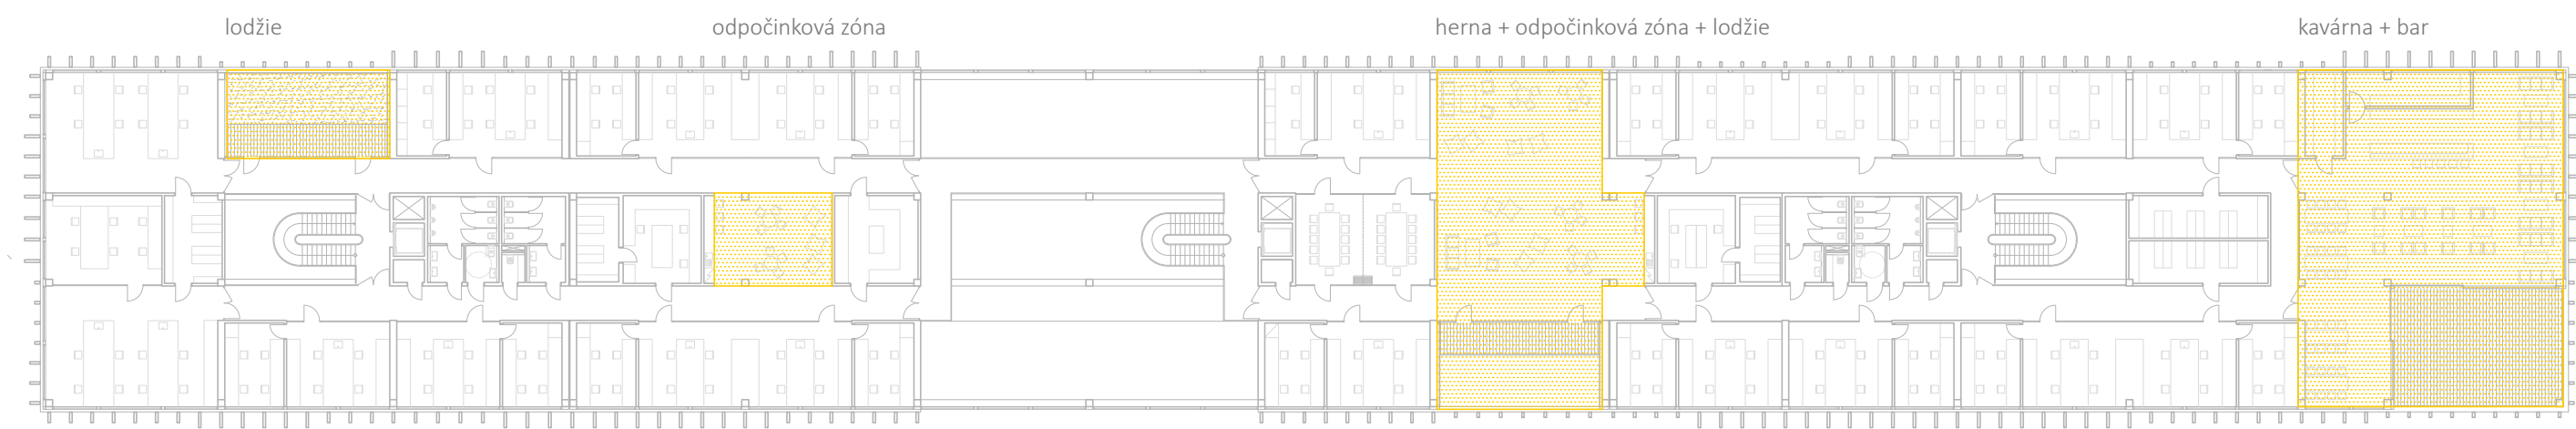 lodžie
odpočinková zóna
herna + odpočinková zóna + lodžie
kavárna + bar